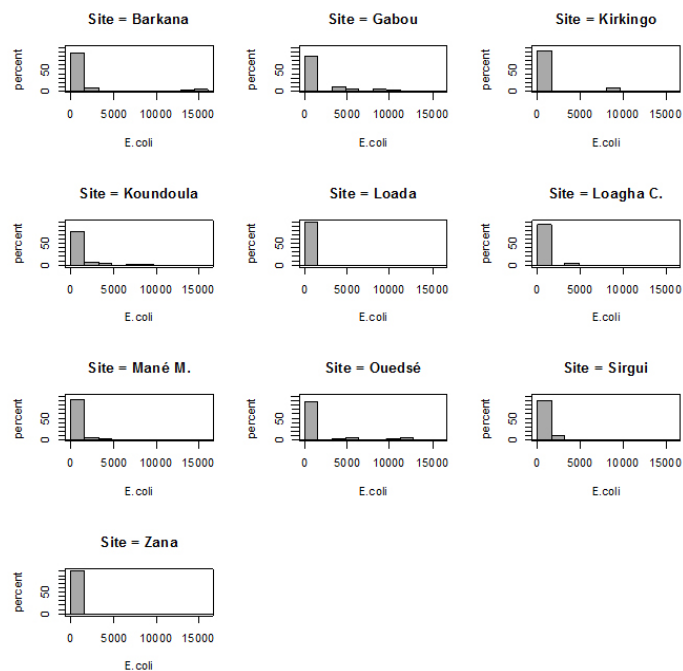 Site = Barkana
Site = Gabou
Site = Kirkingo
percent
0 50
0 5000 10000 15000
E.coli
percent
0 50
0 5000 10000 15000
E.coli
percent
0 50
0 5000 10000 15000
E.coli
Site = Koundoula
Site = Loada
Site = Loagha C.
percent
0 50
0 5000 10000 15000
E.coli
percent
0 50
0 5000 10000 15000
E.coli
percent
0 50
0 5000 10000 15000
E.coli
Site = Mané M.
Site = Ouedsé
Site = Sirgui
percent
0 50
0 5000 10000 15000
E.coli
percent
0 50
0 5000 10000 15000
E.coli
percent
0 50
0 5000 10000 15000
E.coli
Site = Zana
percent
0 50
0 5000 10000 15000
E.coli